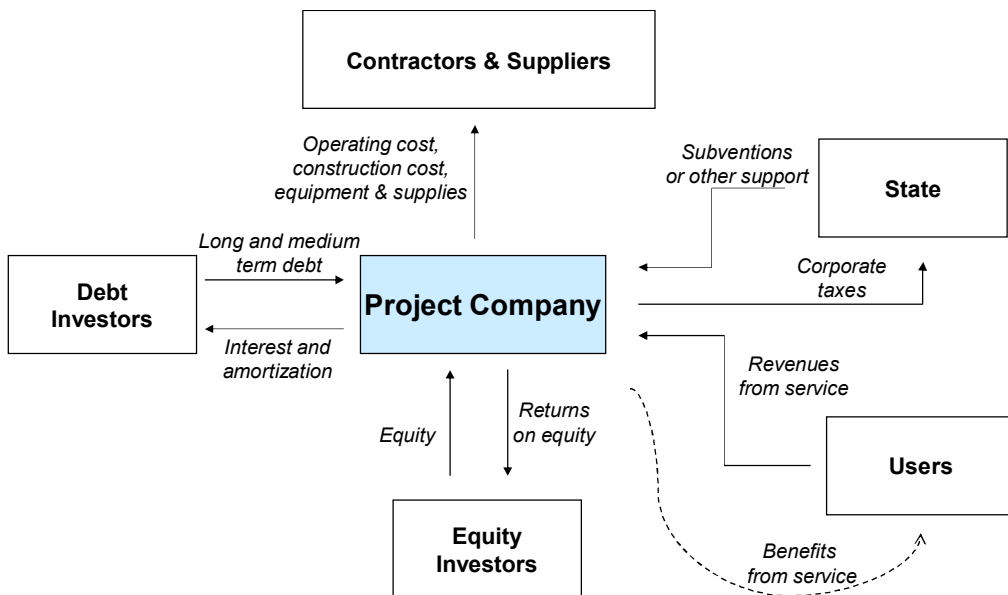 Contractors & Suppliers
Operating cost,
construction cost,
equipment & supplies
Subventions
or other support
State
Long and medium
term debt
Debt
Investors
Project Company
Corporate
taxes
Interest and
amortization
Revenues
from service
Equity
Returns
on equity
Users
Equity
Investors
Benefits
from service